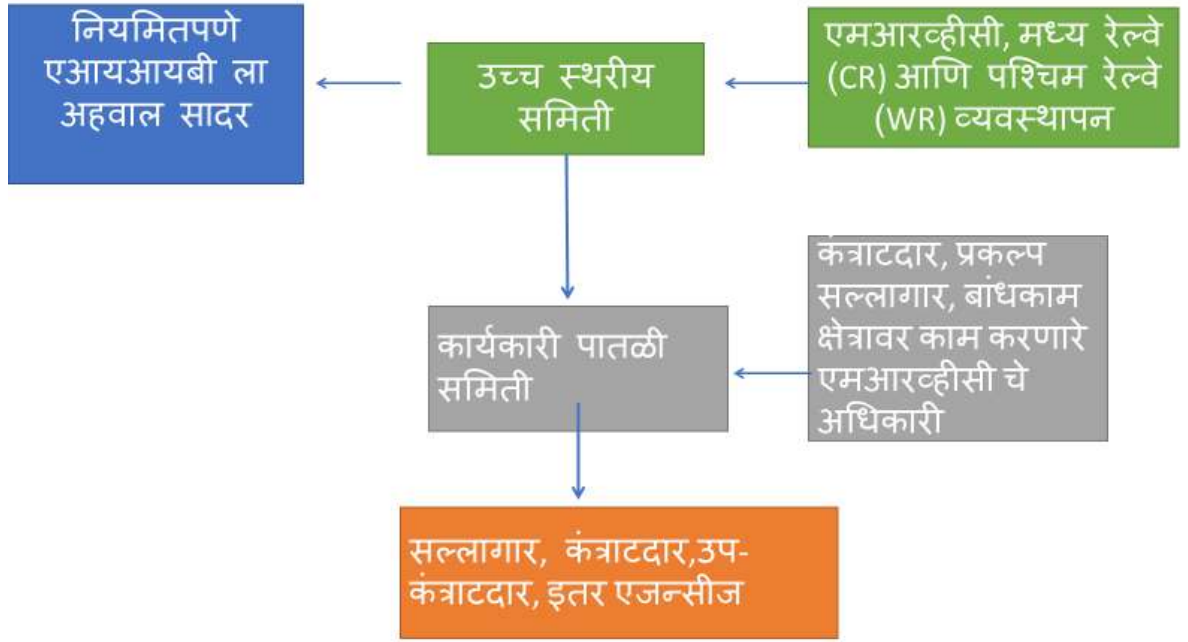 नियमितपणे
एआयआयबी ला
अहवाल सादर
उच्च स्थरीय
समिती
एमआरव्हीसी, मध्य रेल्वे
(CR) आणि पश्चिम रेल्वे
(WR) व्यवस्थापन
कंत्राटदार, प्रकल्प
सल्लागार, बांधकाम
क्षेत्रावर काम करणारे
एमआरव्हीसी चे
अधिकारी
कार्यकारी पातळी
समिती
सल्लागार, कंत्राटदार,उप-
कंत्राटदार, इतर एजन्सीज